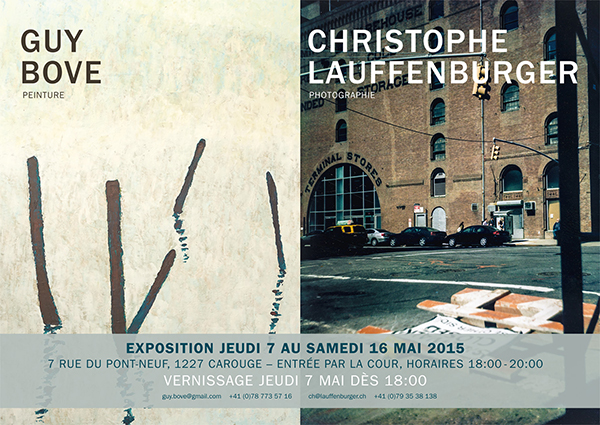 GUY
BOVE
PEINTURE
CHRISTOPHE
LAUFFENBURGER
PHOTOGRAPHIE
TERMINAL STORES
EXPOSITION JEUDI 7 AU SAMEDI 16 MAI 2015
7 RUE DU PONT-NEUF, 1227 CAROUGE – ENTRÉE PAR LA COUR, HORAIRES 18:00-20:00
VERNISSAGE JEUDI 7 MAI DÈS 18:00
guy.bove@gmail.com +41 (0)78 773 57 16 ch@lauffenburger.ch +41 (0)79 35 38 138